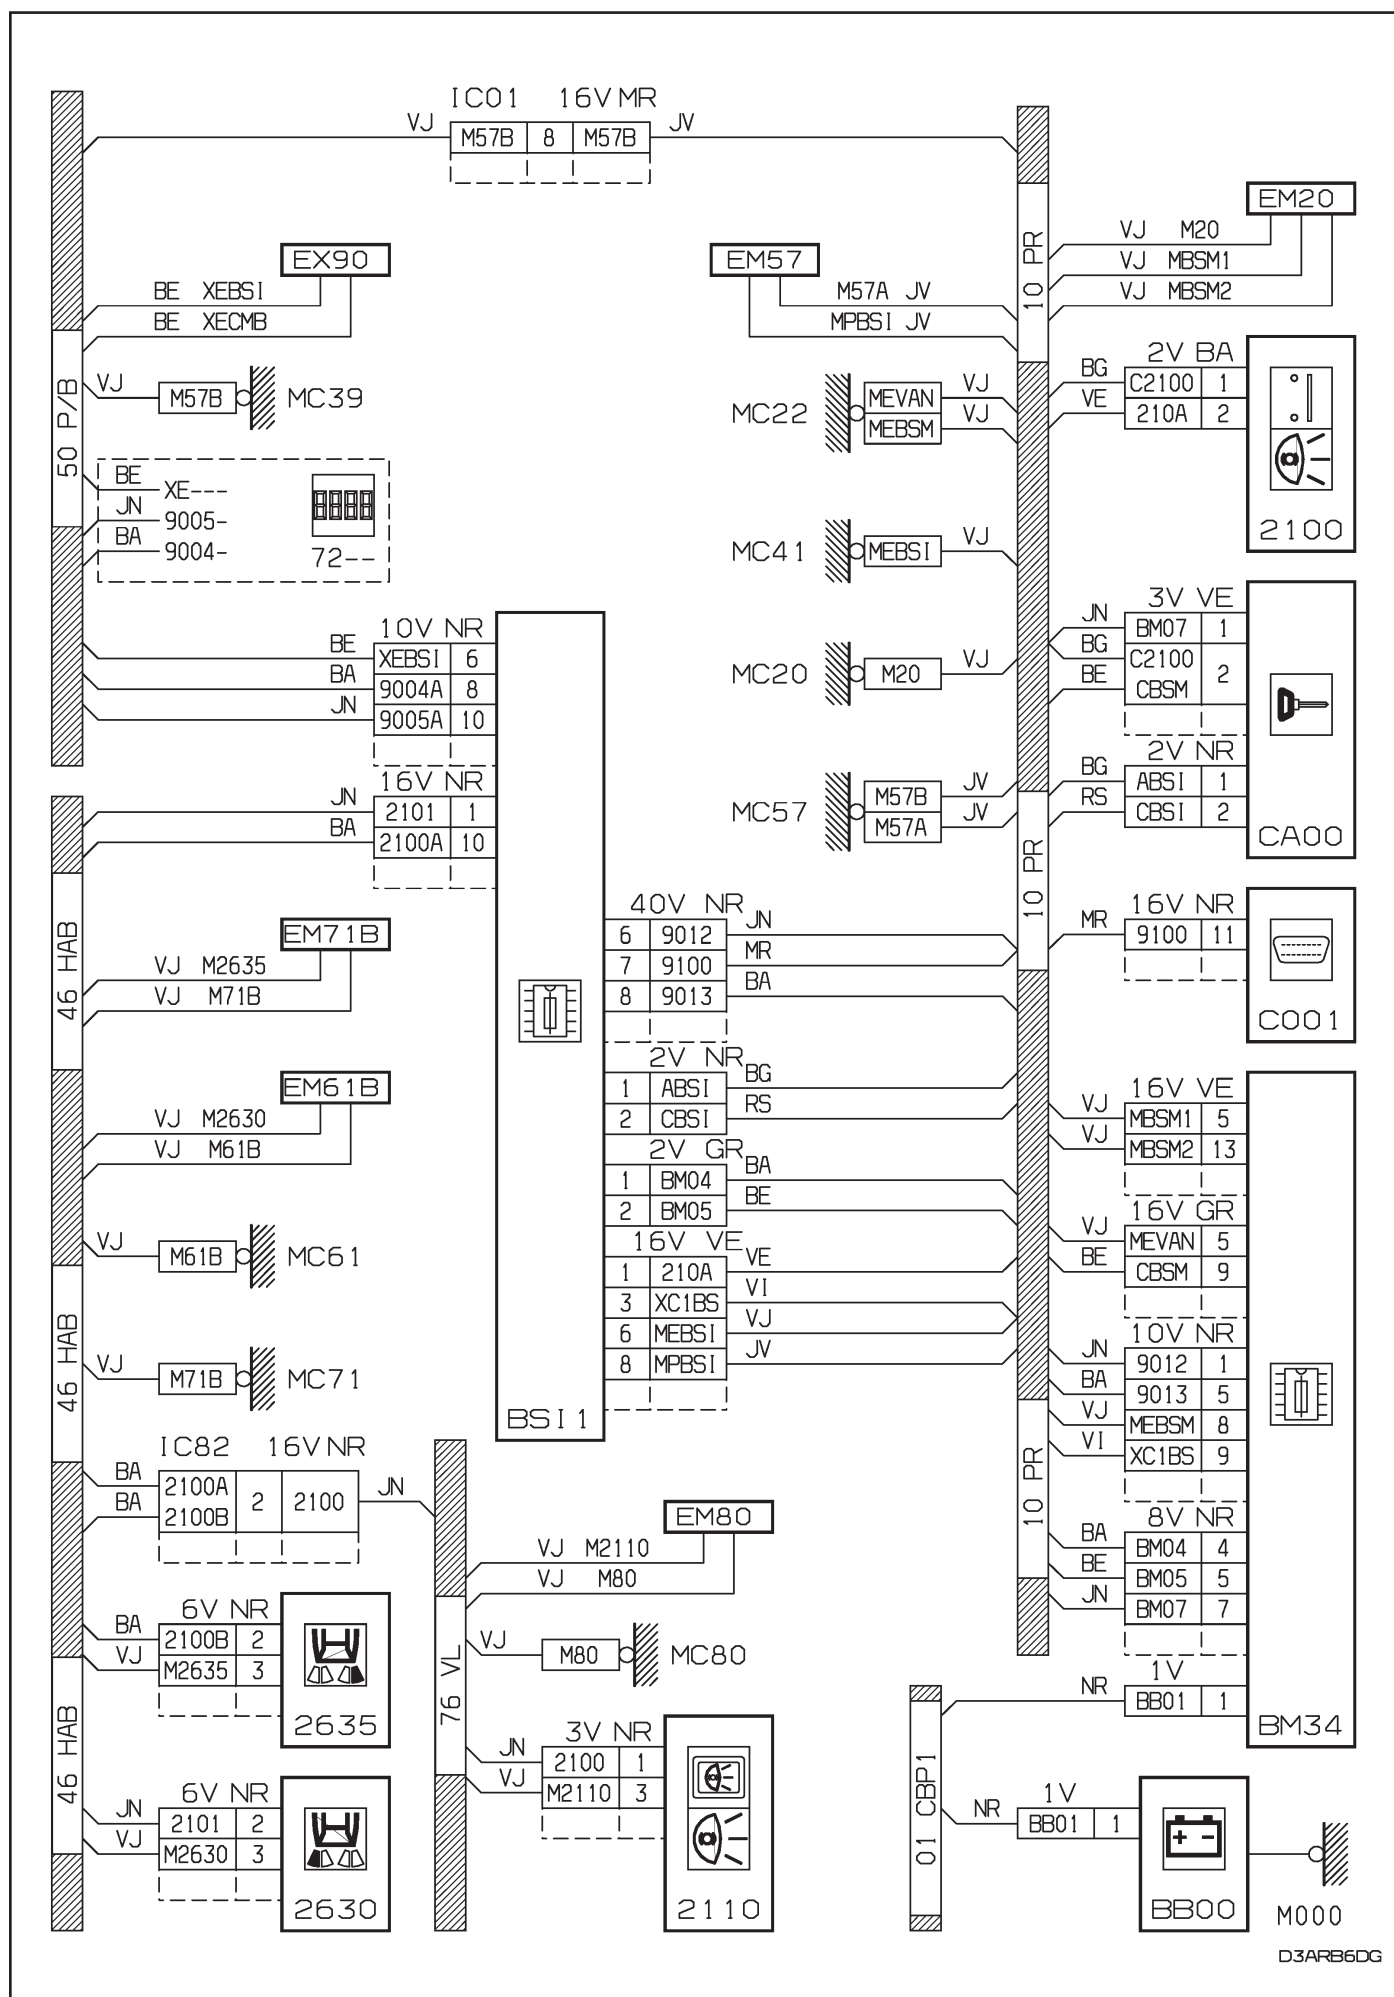 IC01 16V MR
VJ M57B 8 M57B JV
EM20
VJ M20
VJ MBSM1
VJ MBSM2
10 PR
EX90
BE XEBSI
BE XECMB
EM57
M57A JV
MPBSI JV
50 P/B
VJ M57B MC39
BE XE---
JN 9005-
BA 9004-
72--
MC22 MEVAN VJ
MEBSM VJ
2V BA
BG C2100 1
VE 210A 2
2100
MC41 MEBSI VJ
10V NR
BE XEBSI 6
BA 9004A 8
JN 9005A 10
16V NR
JN 2101 1
BA 2100A 10
MC20 M20 VJ
3V VE
JN BM07 1
BG C2100
BE CBSM 2
2V NR
BG ABSI 1
RS CBSI 2
CA00
MC57 M57B JV
M57A JV
10 PR
46 HAB
EM71B
VJ M2635
VJ M71B
40V NR
6 9012 JN
7 9100 MR
8 9013 BA
16V NR
MR 9100 11
C001
2V NR
1 ABSI BG
2 CBSI RS
2V GR
1 BM04 BA
2 BM05 BE
16V VE
1 210A VE
3 XC1BS VI
6 MEBSI VJ
8 MPBSI JV
BSI1
EM61B
VJ M2630
VJ M61B
VJ M61B MC61
46 HAB
VJ M71B MC71
16V VE
VJ MBSM1 5
VJ MBSM2 13
16V GR
VJ MEVAN 5
BE CBSM 9
10V NR
JN 9012 1
BA 9013 5
VJ MEBSM 8
VI XC1BS 9
10 PR
8V NR
BA BM04 4
BE BM05 5
JN BM07 7
1V
NR BB01 1
BM34
IC82 16V NR
BA 2100A
BA 2100B 2 2100 JN
EM80
VJ M2110
VJ M80
6V NR
BA 2100B 2
VJ M2635 3
2635
76 VL
VJ M80 MC80
46 HAB
6V NR
JN 2101 2
VJ M2630 3
2630
3V NR
JN 2100 1
VJ M2110 3
2110
01 CBP1
1V
NR BB01 1
BB00
M000
D3ARB6DG